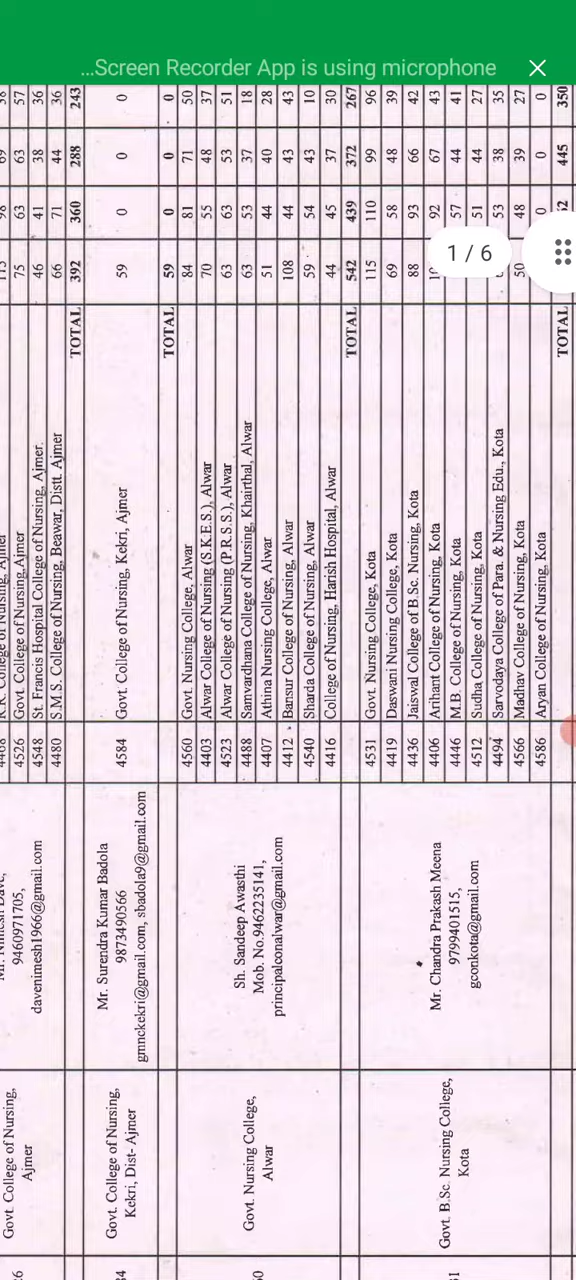 ...Screen Recorder App is using microphone
1 / 6
Govt. College of Nursing,
Ajmer
9460971705,
davenimesh1966@gmail.com
4526 Govt. College of Nursing, Ajmer 75 63 63 57
4548 St. Francis Hospital College of Nursing, Ajmer. 46 41 38 36
4480 S.M.S. College of Nursing, Beawar, Distt. Ajmer 66 71 44 36
TOTAL 392 360 288 243
Govt. College of Nursing,
Kekri, Dist- Ajmer
Mr. Surendra Kumar Badola
9873490566
gmnckekri@gmail.com, sbadola9@gmail.com
4584 Govt. College of Nursing, Kekri, Ajmer 59 0 0 0
TOTAL 59 0 0 0
Govt. Nursing College,
Alwar
Sh. Sandeep Awasthi
Mob. No.9462235141,
principalconalwar@gmail.com
4560 Govt. Nursing College, Alwar 84 81 71 50
4403 Alwar College of Nursing (S.K.E.S.), Alwar 70 55 48 37
4523 Alwar College of Nursing (P.R.S.S.), Alwar 63 63 53 51
4488 Samvardhana College of Nursing, Khairthal, Alwar 63 53 37 18
4407 Athina Nursing College, Alwar 51 44 40 28
4412 Bansur College of Nursing, Alwar 108 44 43 43
4540 Sharda College of Nursing, Alwar 59 54 43 10
4416 College of Nursing, Harish Hospital, Alwar 44 45 37 30
TOTAL 542 439 372 267
Govt. B.Sc. Nursing College,
Kota
Mr. Chandra Prakash Meena
9799401515,
gconkota@gmail.com
4531 Govt. Nursing College, Kota 115 110 99 96
4419 Daswani Nursing College, Kota 69 58 48 39
4436 Jaiswal College of B.Sc. Nursing, Kota 88 93 66 42
4406 Arihant College of Nursing, Kota 92 67 43
4446 M.B. College of Nursing, Kota 57 44 41
4512 Sudha College of Nursing, Kota 51 44 27
4494 Sarvodaya College of Para. & Nursing Edu., Kota 53 38 35
4566 Madhav College of Nursing, Kota 50 48 39 27
4586 Aryan College of Nursing, Kota 0 0 0
TOTAL 445 350